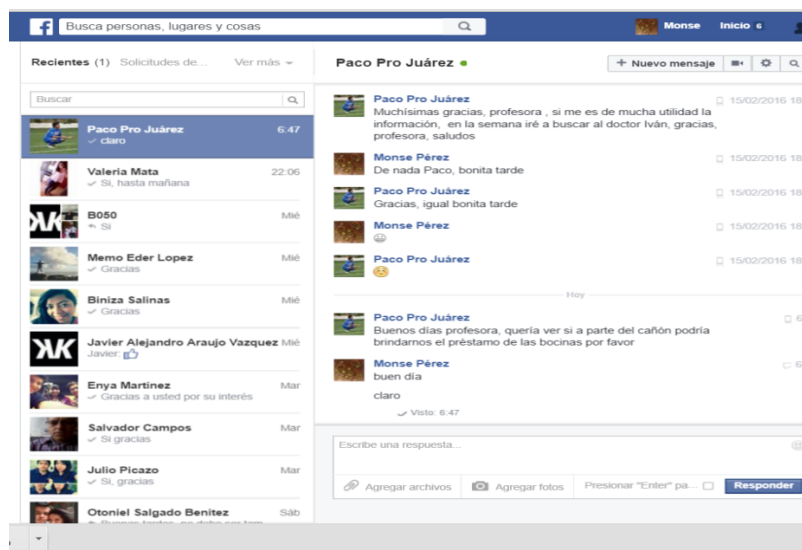 f Busca personas, lugares y cosas
Monse Inicio 6
Recientes (1) Solicitudes de... Ver más
Buscar
Paco Pro Juárez 6:47
claro
Valeria Mata 22:06
Si, hasta mañana
B050 Mié
Si
Memo Eder Lopez Mié
Gracias
Biniza Salinas Mié
Gracias
Javier Alejandro Araujo Vazquez Mié
Javier:
Enya Martinez Mar
Gracias a usted por su interés
Salvador Campos Mar
Si gracias
Julio Picazo Mar
Si, gracias
Otoniel Salgado Benitez Sáb
Paco Pro Juárez
+ Nuevo mensaje
Paco Pro Juárez 15/02/2016 18
Muchísimas gracias, profesora , si me es de mucha utilidad la
información, en la semana iré a buscar al doctor Iván, gracias,
profesora, saludos
Monse Pérez 15/02/2016 18
De nada Paco, bonita tarde
Paco Pro Juárez 15/02/2016 18
Gracias, igual bonita tarde
Monse Pérez 15/02/2016 18
Paco Pro Juárez 15/02/2016 18
Hoy
Paco Pro Juárez 6
Buenos días profesora, quería ver si a parte del cañón podría
brindarnos el préstamo de las bocinas por favor
Monse Pérez 6
buen día
claro
Visto: 6:47
Escribe una respuesta...
Agregar archivos Agregar fotos Presionar "Enter" pa... Responder